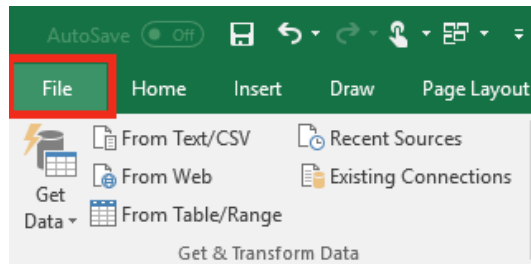 AutoSave Off
File Home Insert Draw Page Layout
From Text/CSV Recent Sources
From Web Existing Connections
Get Data From Table/Range
Get & Transform Data